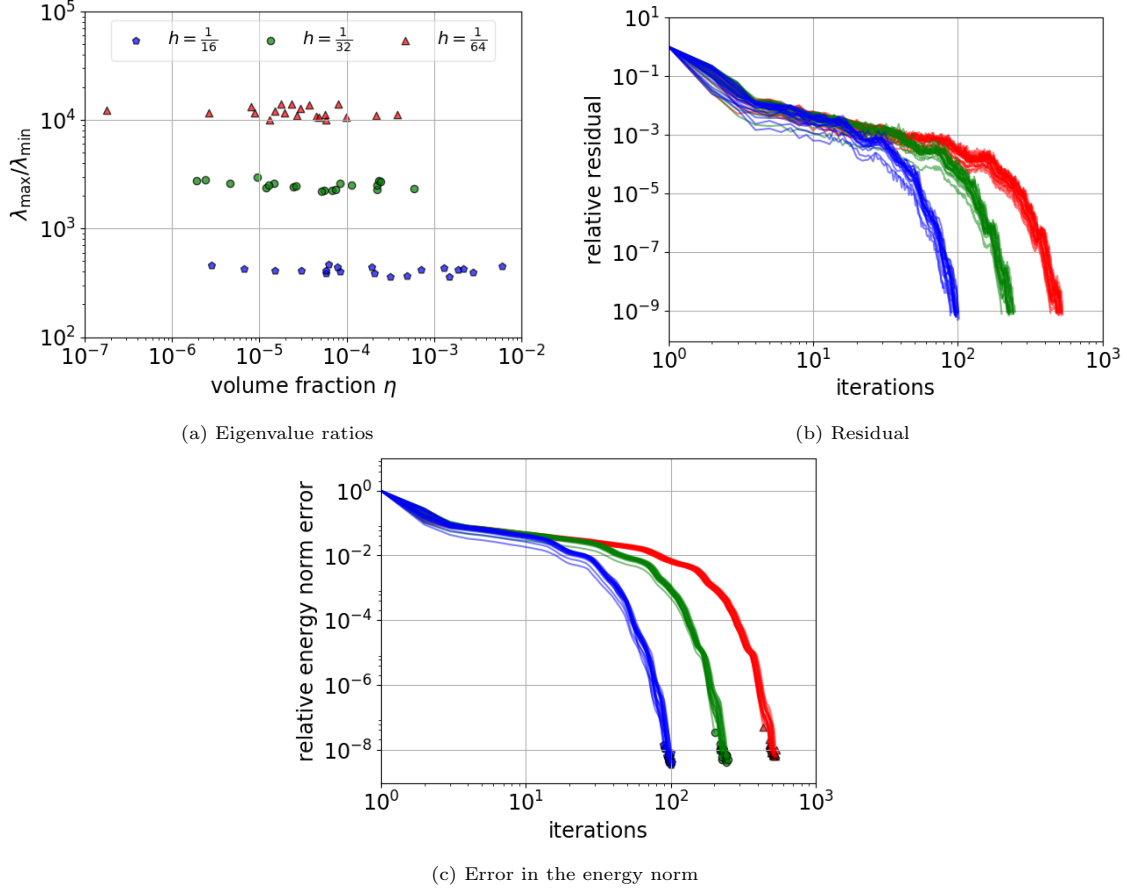 10^5
10^4
10^3
10^2
λ_max/λ_min
h = 1/16 h = 1/32 h = 1/64
10^-7 10^-6 10^-5 10^-4 10^-3 10^-2
volume fraction η
(a) Eigenvalue ratios
10^1
10^-1
10^-3
10^-5
10^-7
10^-9
relative residual
10^0 10^1 10^2 10^3
iterations
(b) Residual
10^0
10^-2
10^-4
10^-6
10^-8
relative energy norm error
10^0 10^1 10^2 10^3
iterations
(c) Error in the energy norm